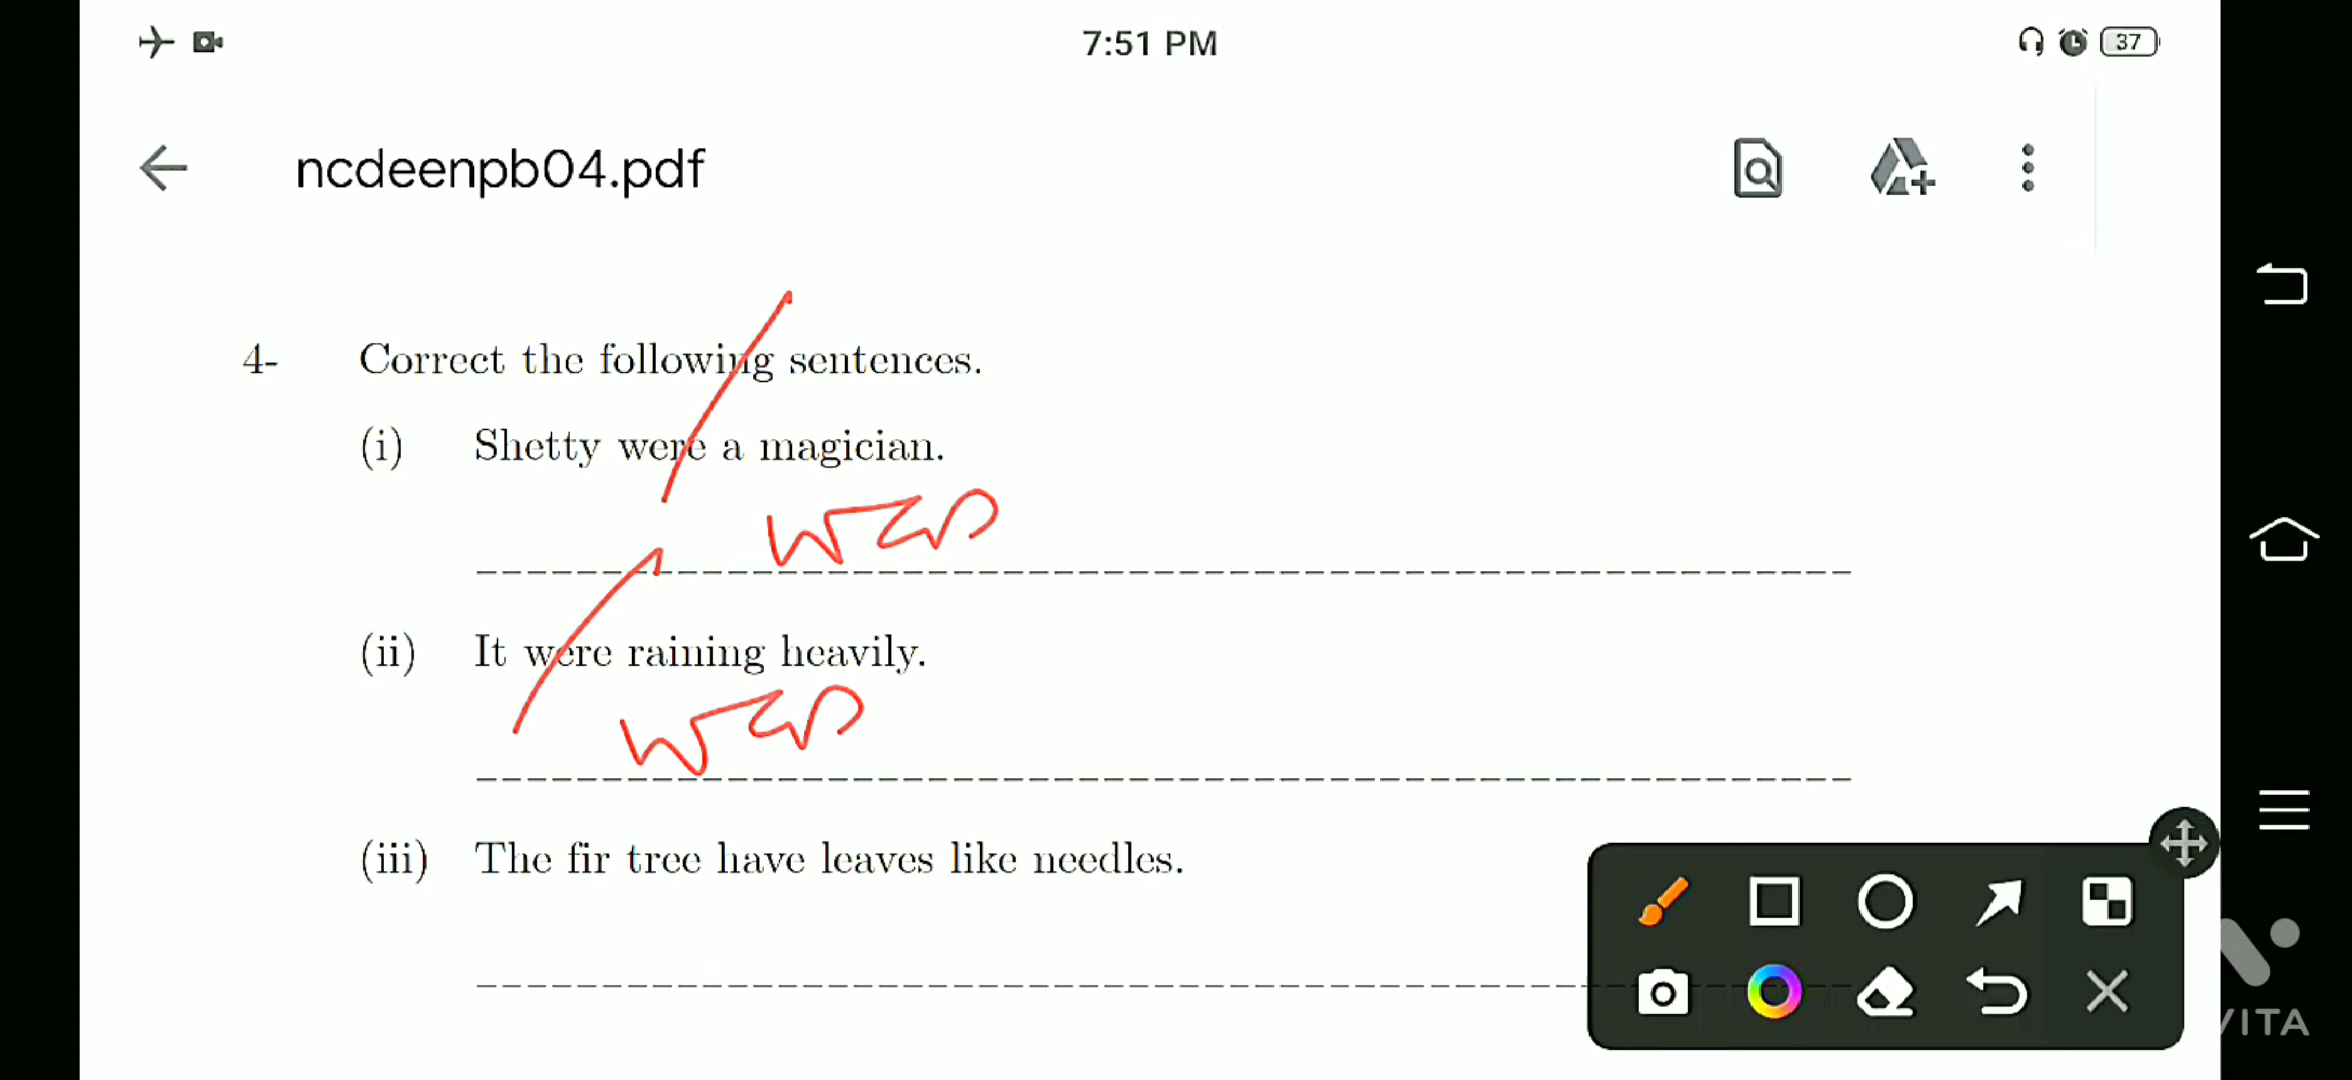 7:51 PM
37
ncdeenpb04.pdf
4- Correct the following sentences.
(i) Shetty were a magician.
was
(ii) It were raining heavily.
was
(iii) The fir tree have leaves like needles.
VITA